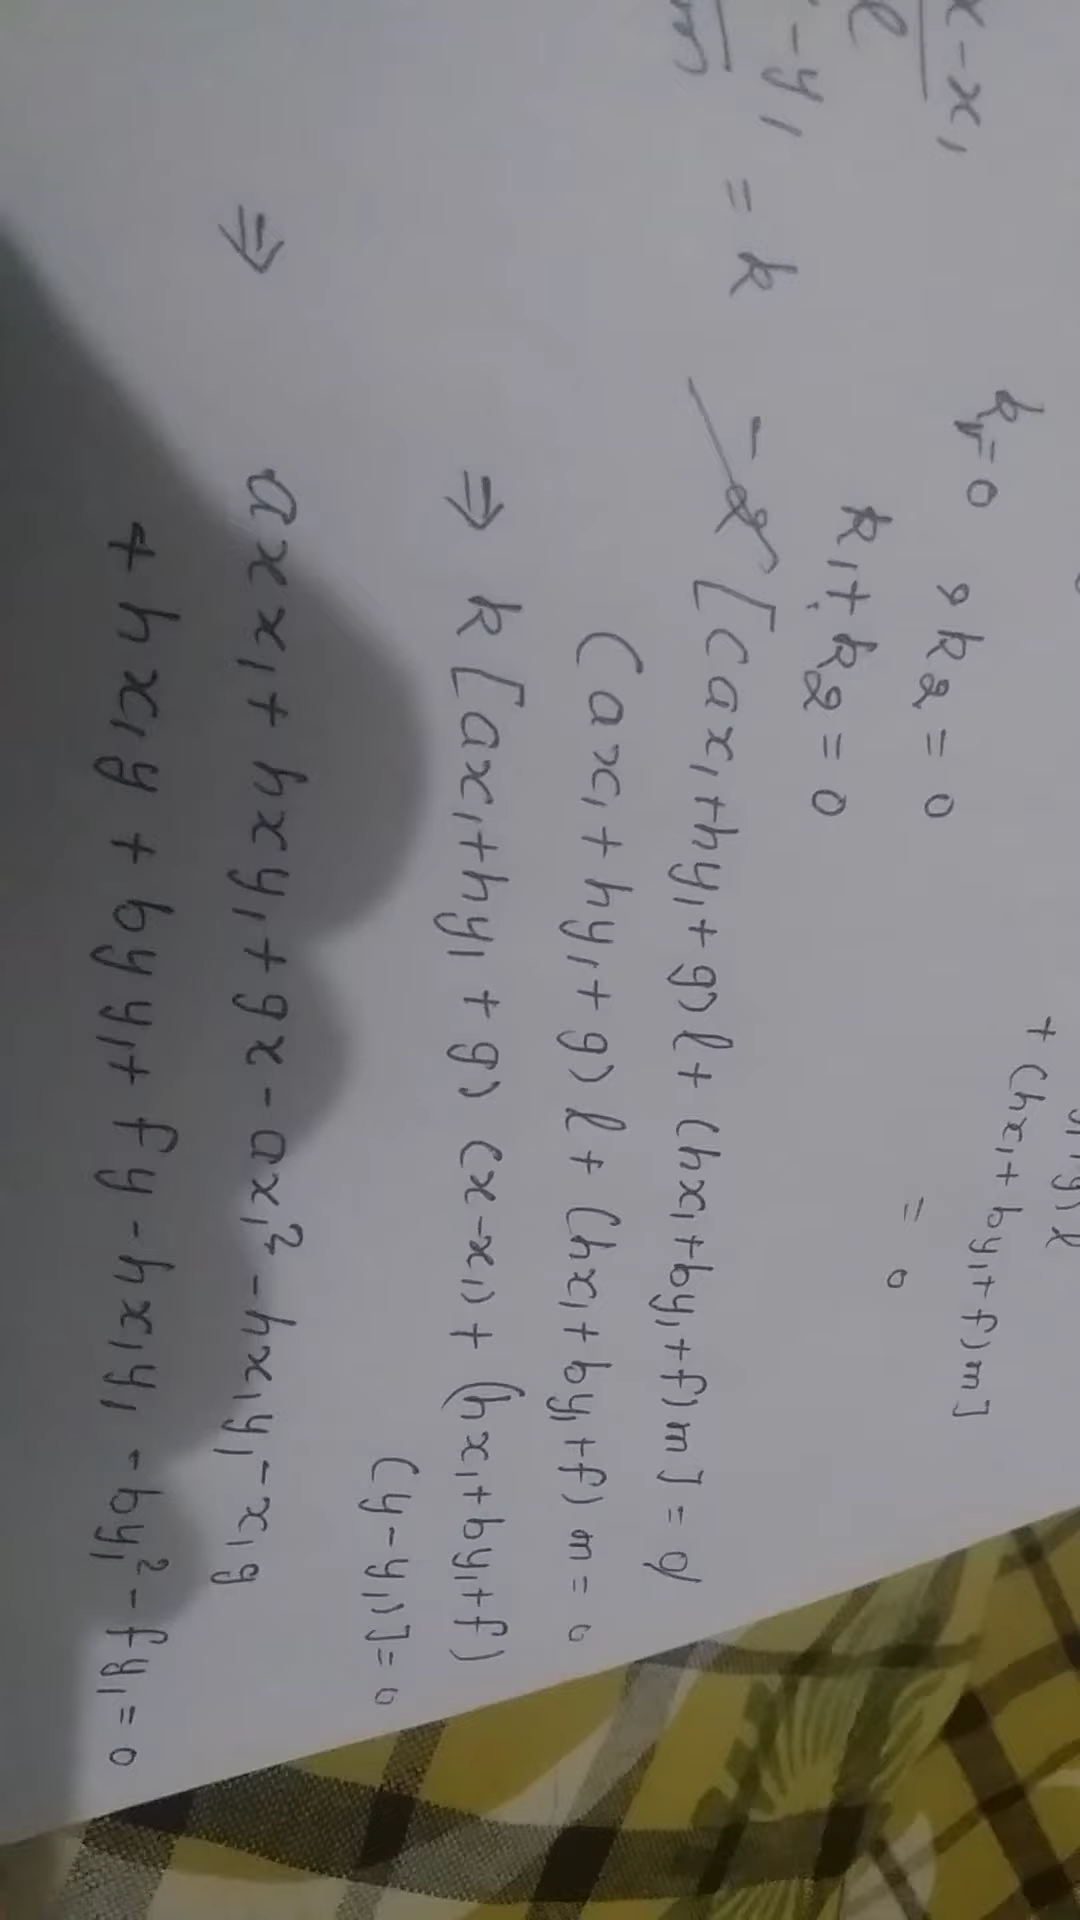 x-x₁
l
-y₁ = k
m
k₁=0 , k₂ = 0
k₁+k₂ = 0
+ (hx₁+by₁+f)m]
= 0
[(ax₁+hy₁+g)l+(hx₁+by₁+f)m] = 0
(ax₁+hy₁+g)l+(hx₁+by₁+f)m = 0
⇒ k[ax₁+hy₁+g)(x-x₁)+(hx₁+by₁+f)
(y-y₁)] = 0
⇒ axx₁+hxy₁+gx-ax₁²-hx₁y₁-x₁g
+hx₁y+byy₁+fy-hx₁y₁-by₁²-fy₁=0